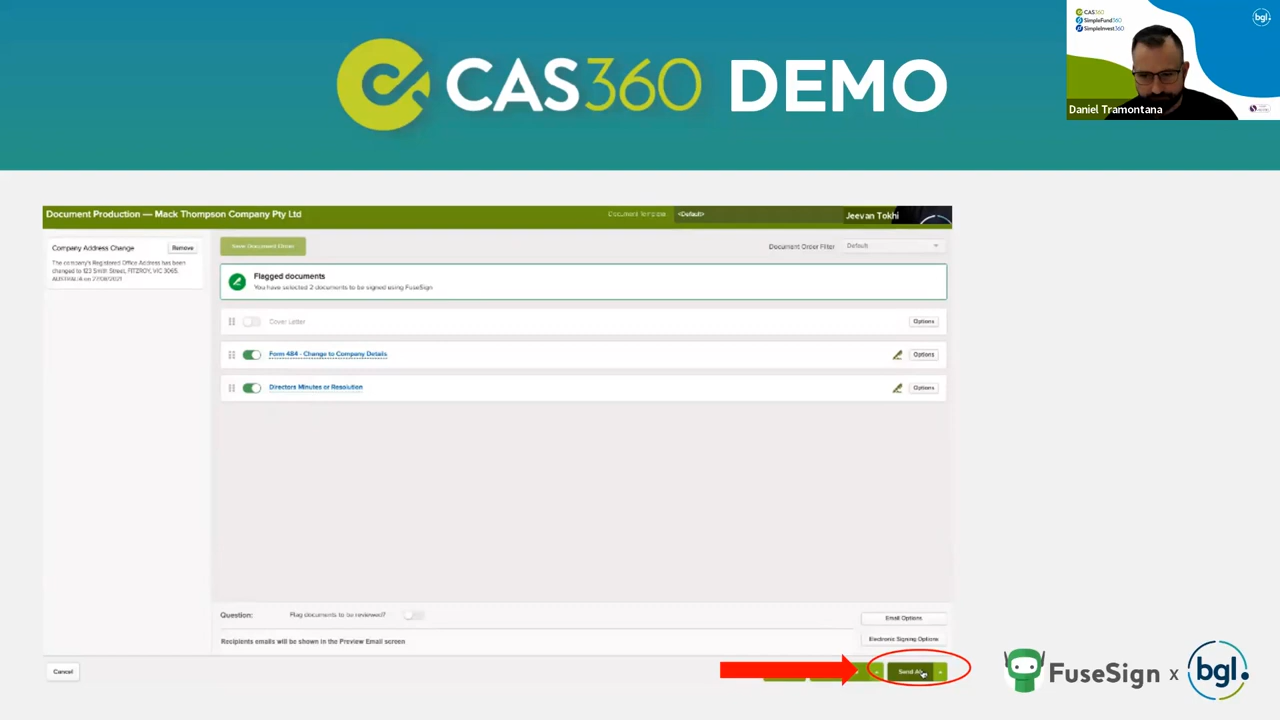 CAS360 DEMO
CAS360
SimpleFund360
SimpleInvest360
bgl.
Daniel Tramontana
Document Production — Mack Thompson Company Pty Ltd
Document Template
<Default>
Jeevan Tokhi
Company Address Change
Remove
The company's Registered Office Address has been
changed to 123 Smith Street, FITZROY, VIC 3065,
AUSTRALIA on 27/08/2021
Save Document Order
Document Order Filter
Default
Flagged documents
You have selected 2 documents to be signed using FuseSign
Cover Letter
Options
Form 484 - Change to Company Details
Options
Directors Minutes or Resolution
Options
Question:
Flag documents to be reviewed?
Email Options
Recipients emails will be shown in the Preview Email screen
Electronic Signing Options
Cancel
Send
FuseSign x bgl.